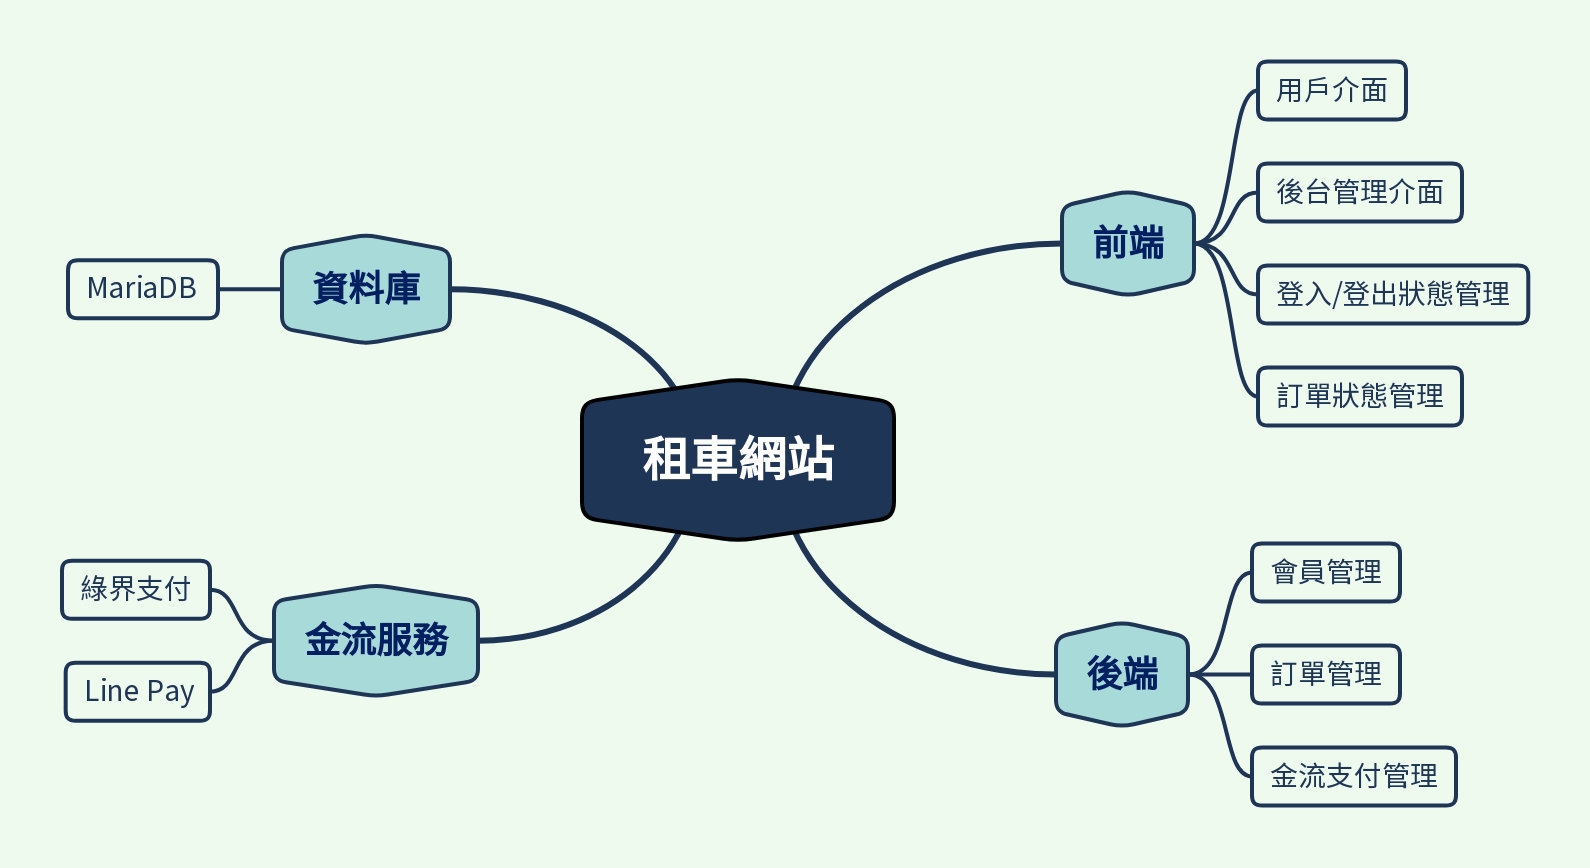 租車網站
前端
用戶介面
後台管理介面
登入/登出狀態管理
訂單狀態管理
後端
會員管理
訂單管理
金流支付管理
資料庫
MariaDB
金流服務
綠界支付
Line Pay